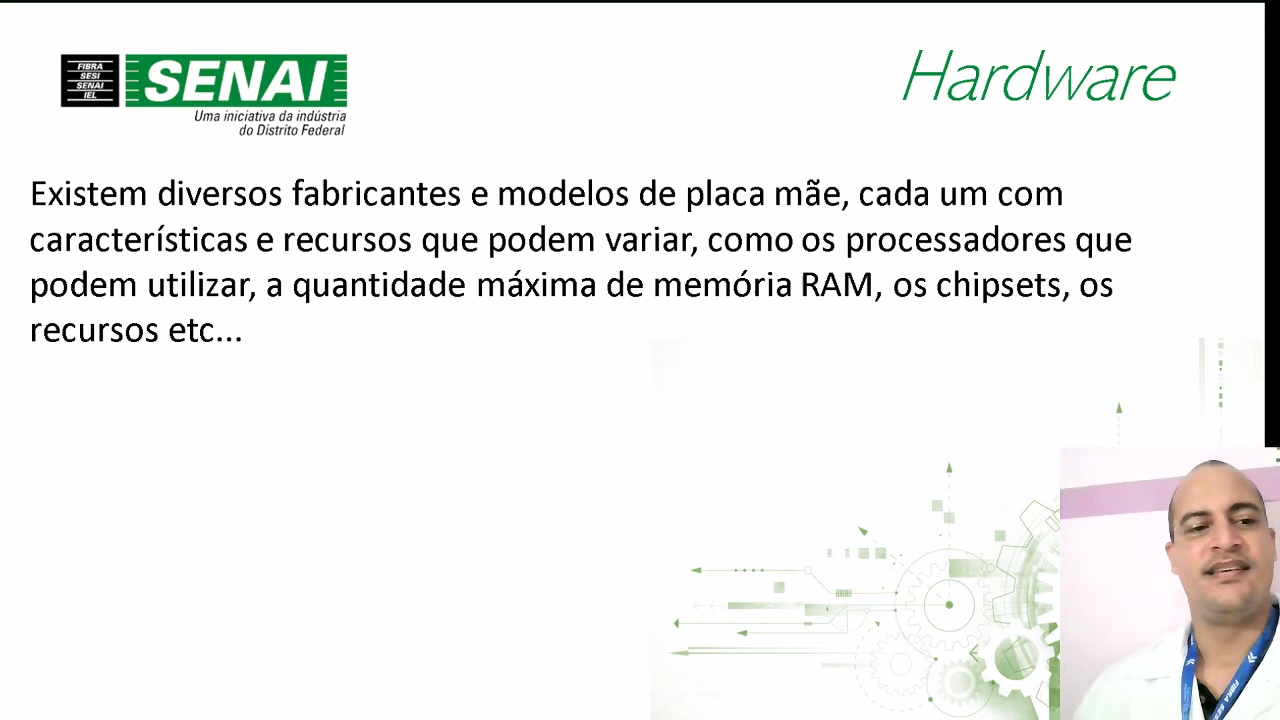 FIBRA
SESI
SENAI
IEL
SENAI
Uma iniciativa da indústria
do Distrito Federal
Hardware
Existem diversos fabricantes e modelos de placa mãe, cada um com
características e recursos que podem variar, como os processadores que
podem utilizar, a quantidade máxima de memória RAM, os chipsets, os
recursos etc...
FIBRA